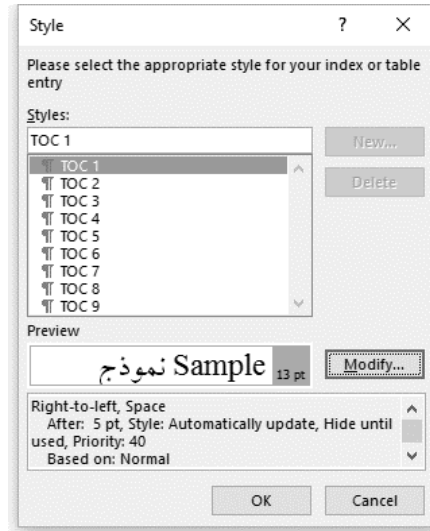 Style ? ×
Please select the appropriate style for your index or table
entry
Styles:
TOC 1
New...
¶ TOC 1
Delete
¶ TOC 2
¶ TOC 3
¶ TOC 4
¶ TOC 5
¶ TOC 6
¶ TOC 7
¶ TOC 8
¶ TOC 9
Preview
نموذج Sample 13 pt
Modify...
Right-to-left, Space
After: 5 pt, Style: Automatically update, Hide until
used, Priority: 40
Based on: Normal
OK Cancel